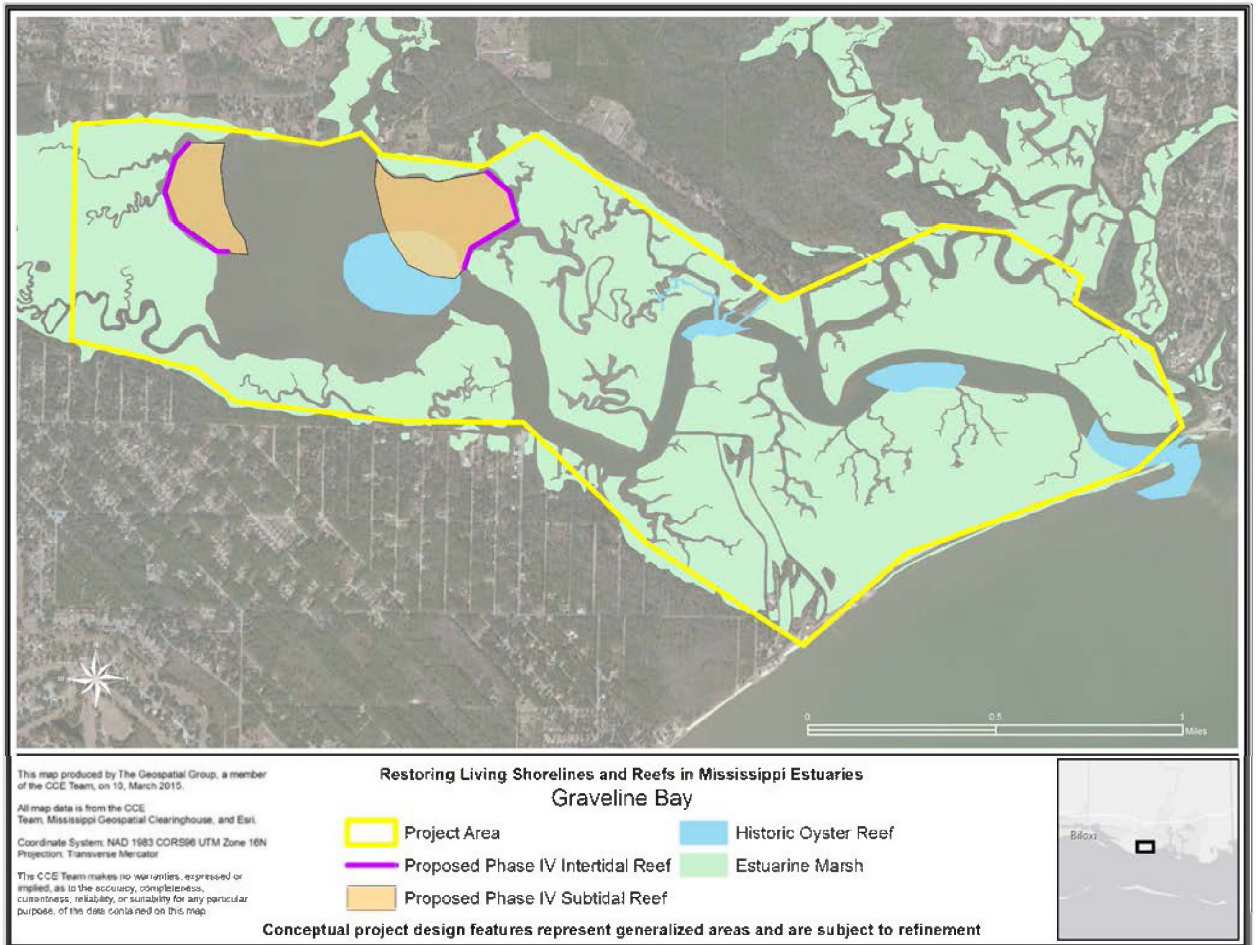 W
0
0.5
1
Miles
This map produced by The Geospatial Group, a member
of the CCE Team, on 10, March 2015.
All map data is from the CCE
Team, Mississippi Geospatial Clearinghouse, and Esri.
Coordinate System: NAD 1983 CORS96 UTM Zone 16N
Projection: Transverse Mercator
The CCE Team makes no warranties, expressed or
implied, as to the accuracy, completeness,
currentness, reliability, or suitability for any particular
purpose, of the data contained on this map
Restoring Living Shorelines and Reefs in Mississippi Estuaries
Graveline Bay
Project Area
Proposed Phase IV Intertidal Reef
Proposed Phase IV Subtidal Reef
Historic Oyster Reef
Estuarine Marsh
Conceptual project design features represent generalized areas and are subject to refinement
Biloxi